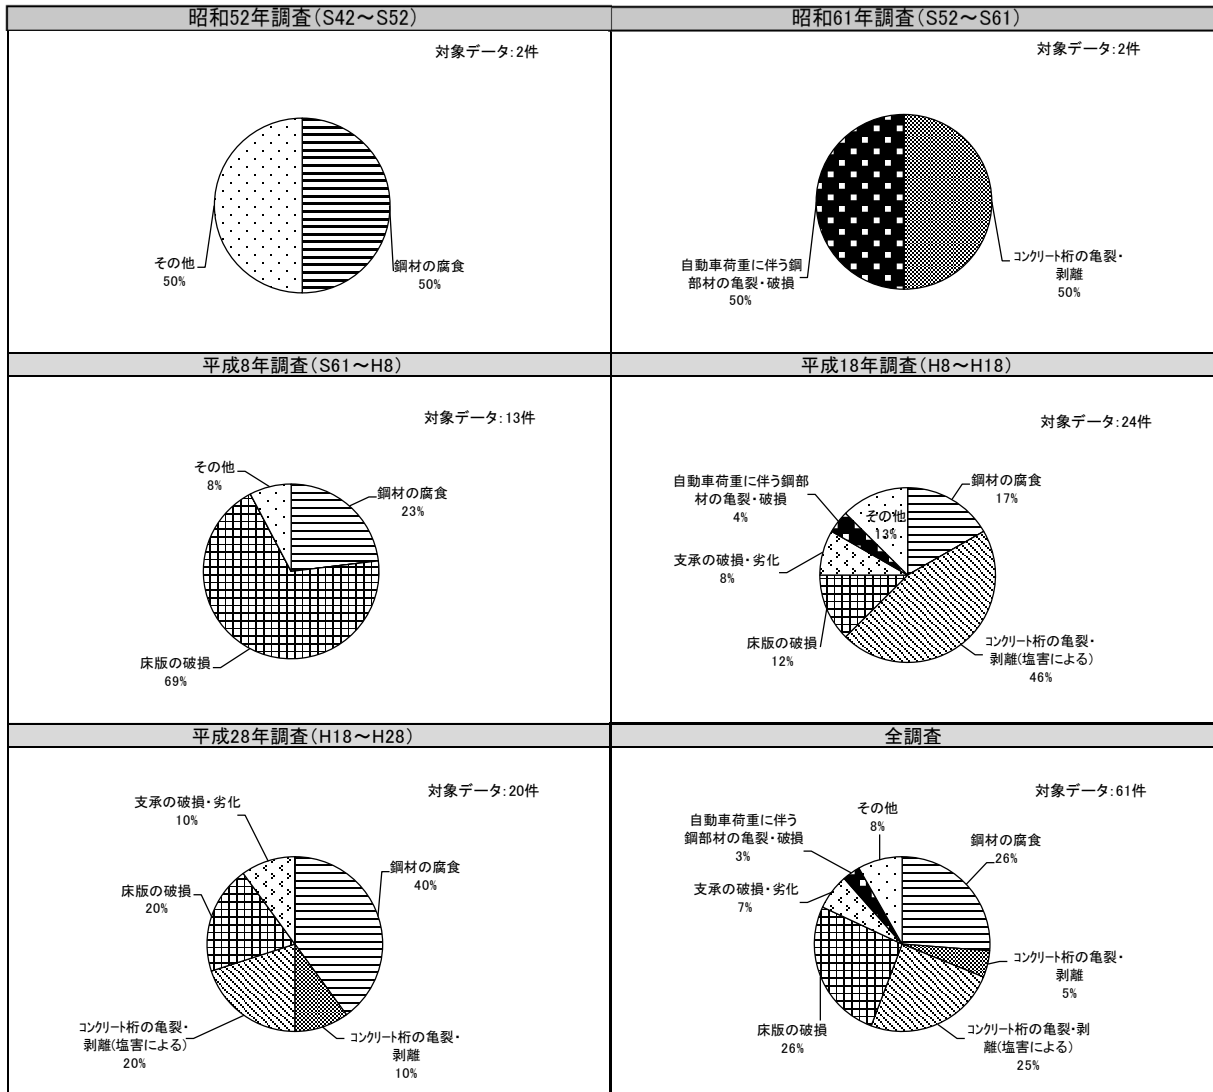 昭和52年調査(S42～S52)
対象データ:2件
その他
50%
鋼材の腐食
50%
昭和61年調査(S52～S61)
対象データ:2件
自動車荷重に伴う鋼
部材の亀裂・破損
50%
コンクリート桁の亀裂・
剥離
50%
平成8年調査(S61～H8)
対象データ:13件
その他
8%
鋼材の腐食
23%
床版の破損
69%
平成18年調査(H8～H18)
対象データ:24件
自動車荷重に伴う鋼部
材の亀裂・破損
4%
その他
13%
鋼材の腐食
17%
支承の破損・劣化
8%
床版の破損
12%
コンクリート桁の亀裂・
剥離(塩害による)
46%
平成28年調査(H18～H28)
対象データ:20件
支承の破損・劣化
10%
鋼材の腐食
40%
床版の破損
20%
コンクリート桁の亀裂・
剥離(塩害による)
20%
コンクリート桁の亀裂・
剥離
10%
全調査
対象データ:61件
自動車荷重に伴う
鋼部材の亀裂・破損
3%
その他
8%
鋼材の腐食
26%
支承の破損・劣化
7%
コンクリート桁の亀裂・
剥離
5%
床版の破損
26%
コンクリート桁の亀裂・剥
離(塩害による)
25%